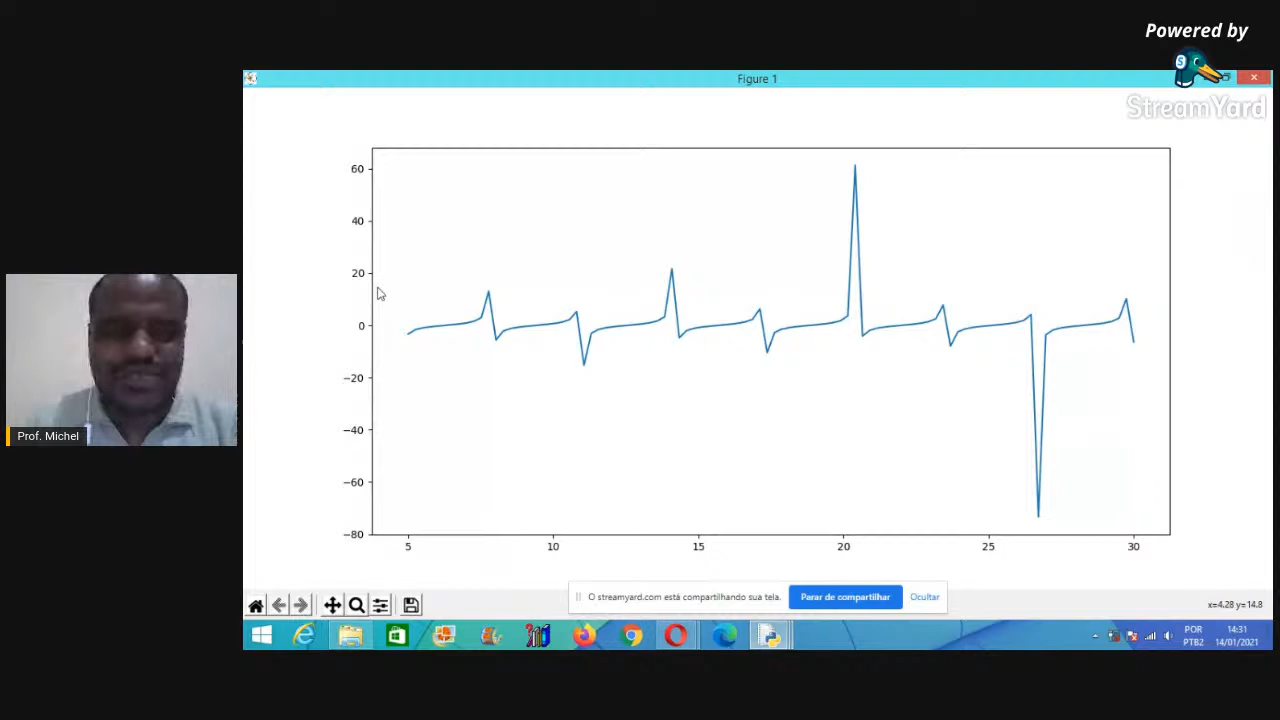 Powered by
S
StreamYard
Figure 1
60
40
20
0
−20
−40
−60
−80
5 10 15 20 25 30
Prof. Michel
O streamyard.com está compartilhando sua tela. Parar de compartilhar Ocultar
x=4.28 y=14.8
POR 14:31
PTB2 14/01/2021